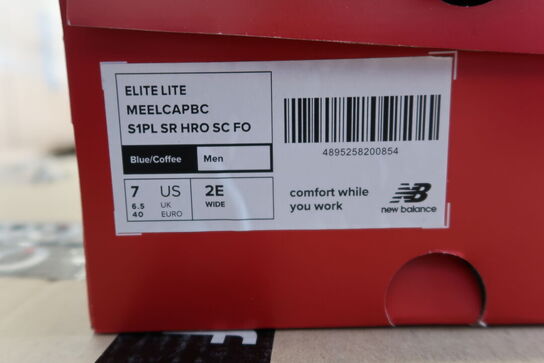 ELITE LITE
MEELCAPBC
S1PL SR HRO SC FO
Blue/Coffee Men
7 US 2E
6.5 UK WIDE
40 EURO
4895258200854
comfort while
you work
NB
new balance